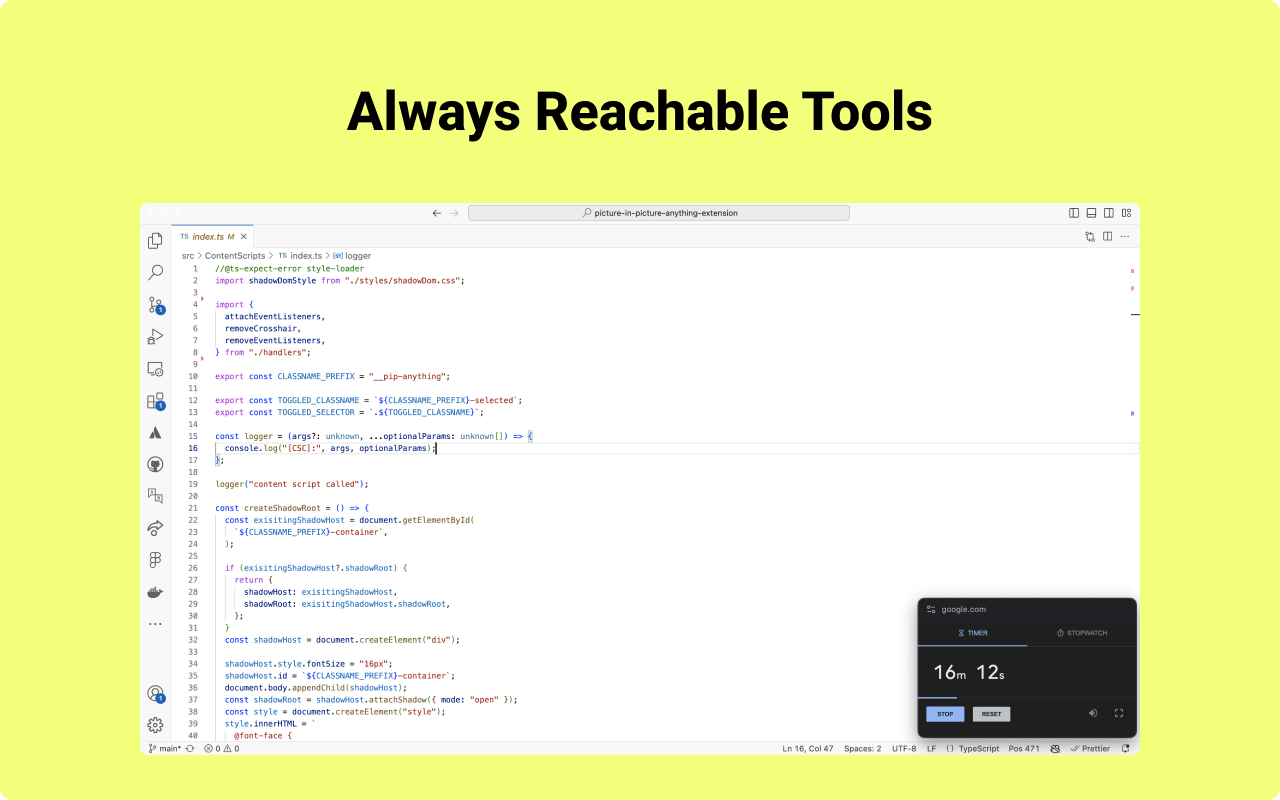 Always Reachable Tools
picture-in-picture-anything-extension
TS index.ts M
src > ContentScripts > TS index.ts > logger
1 //@ts-expect-error style-loader
2 import shadowDomStyle from "./styles/shadowDom.css";
3
4 import {
5 attachEventListeners,
6 removeCrosshair,
7 removeEventListeners,
8 } from "./handlers";
9
10 export const CLASSNAME_PREFIX = "__pip-anything";
11
12 export const TOGGLED_CLASSNAME = `${CLASSNAME_PREFIX}-selected`;
13 export const TOGGLED_SELECTOR = `.${TOGGLED_CLASSNAME}`;
14
15 const logger = (args?: unknown, ...optionalParams: unknown[]) => {
16 console.log("[CSC]:", args, optionalParams);
17 };
18
19 logger("content script called");
20
21 const createShadowRoot = () => {
22 const exisitingShadowHost = document.getElementById(
23 `${CLASSNAME_PREFIX}-container`,
24 );
25
26 if (exisitingShadowHost?.shadowRoot) {
27 return {
28 shadowHost: exisitingShadowHost,
29 shadowRoot: exisitingShadowHost.shadowRoot,
30 };
31 }
32 const shadowHost = document.createElement("div");
33
34 shadowHost.style.fontSize = "16px";
35 shadowHost.id = `${CLASSNAME_PREFIX}-container`;
36 document.body.appendChild(shadowHost);
37 const shadowRoot = shadowHost.attachShadow({ mode: "open" });
38 const style = document.createElement("style");
39 style.innerHTML = `
40 @font-face {
1
1
1
google.com
TIMER STOPWATCH
16m 12s
STOP RESET
main* 0 0 Ln 16, Col 47 Spaces: 2 UTF-8 LF {} TypeScript Pos 471 Prettier